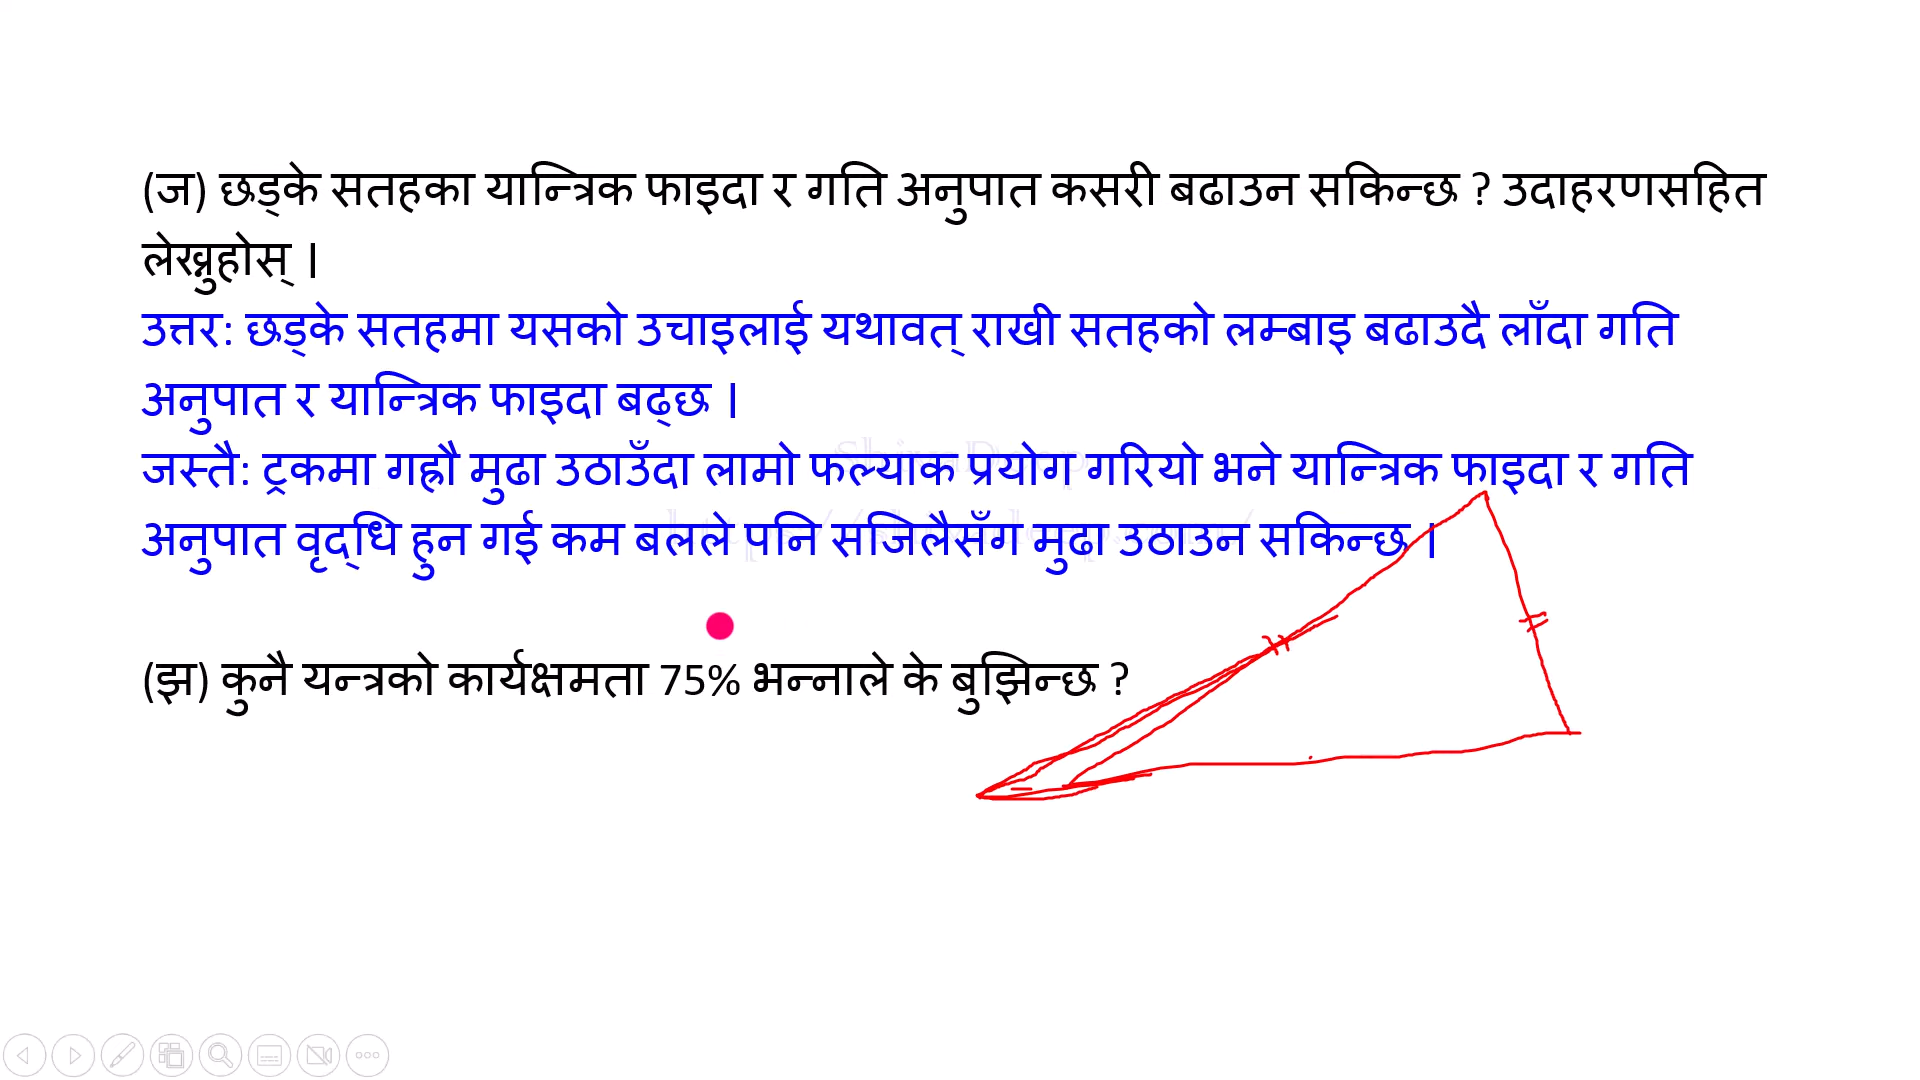 (ज) छड्के सतहका यान्त्रिक फाइदा र गति अनुपात कसरी बढाउन सकिन्छ ? उदाहरणसहित
लेख्नुहोस् ।
उत्तर: छड्के सतहमा यसको उचाइलाई यथावत् राखी सतहको लम्बाइ बढाउदै लाँदा गति
अनुपात र यान्त्रिक फाइदा बढ्छ ।
जस्तै: ट्रकमा गह्रौ मुढा उठाउँदा लामो फल्याक प्रयोग गरियो भने यान्त्रिक फाइदा र गति
अनुपात वृद्धि हुन गई कम बलले पनि सजिलैसँग मुढा उठाउन सकिन्छ ।
(झ) कुनै यन्त्रको कार्यक्षमता 75% भन्नाले के बुझिन्छ ?